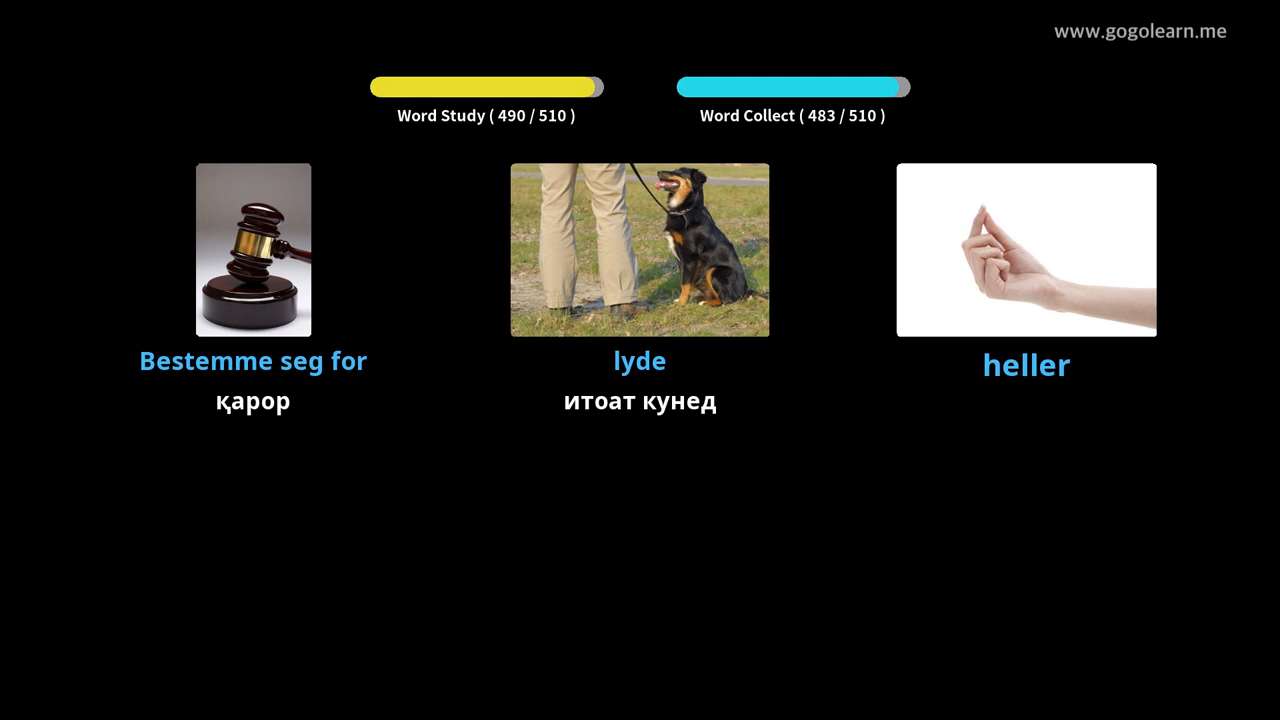 www.gogolearn.me
Word Study ( 490 / 510 )
Word Collect ( 483 / 510 )
Bestemme seg for
қарор
lyde
итоат кунед
heller